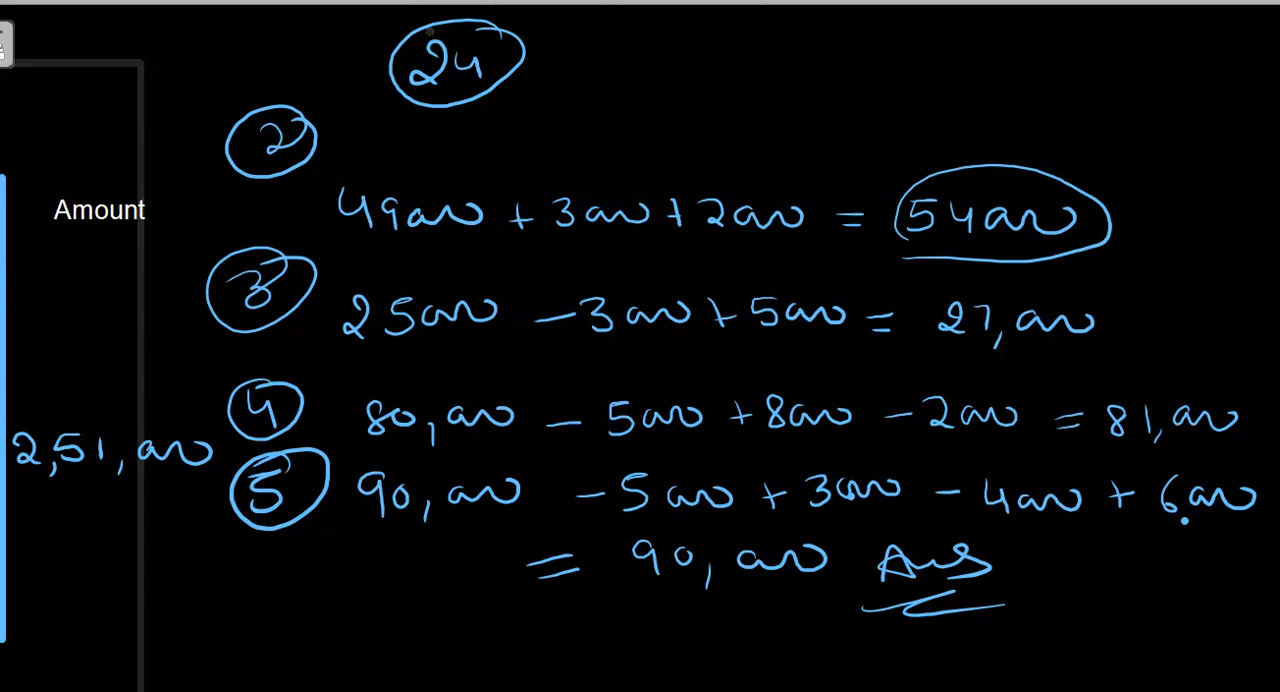 24
2
Amount
49000 + 3000 + 2000 = 54000
3 25000 - 3000 + 5000 = 27,000
4 80,000 - 5000 + 8000 - 2000 = 81,000
2,51,000
5 90,000 - 5000 + 3000 - 4000 + 6000
= 90,000 Ans